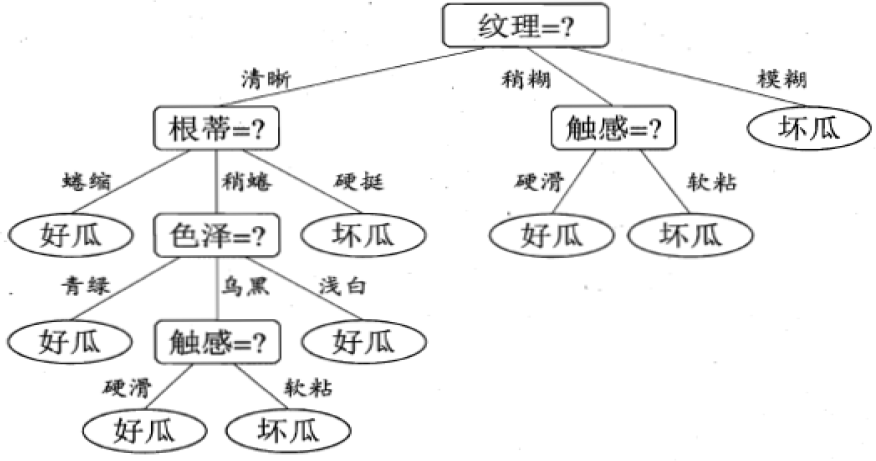 纹理=?
清晰 稍糊 模糊
根蒂=? 触感=? 坏瓜
蜷缩 稍蜷 硬挺 硬滑 软粘
好瓜 色泽=? 坏瓜 好瓜 坏瓜
青绿 乌黑 浅白
好瓜 触感=? 好瓜
硬滑 软粘
好瓜 坏瓜